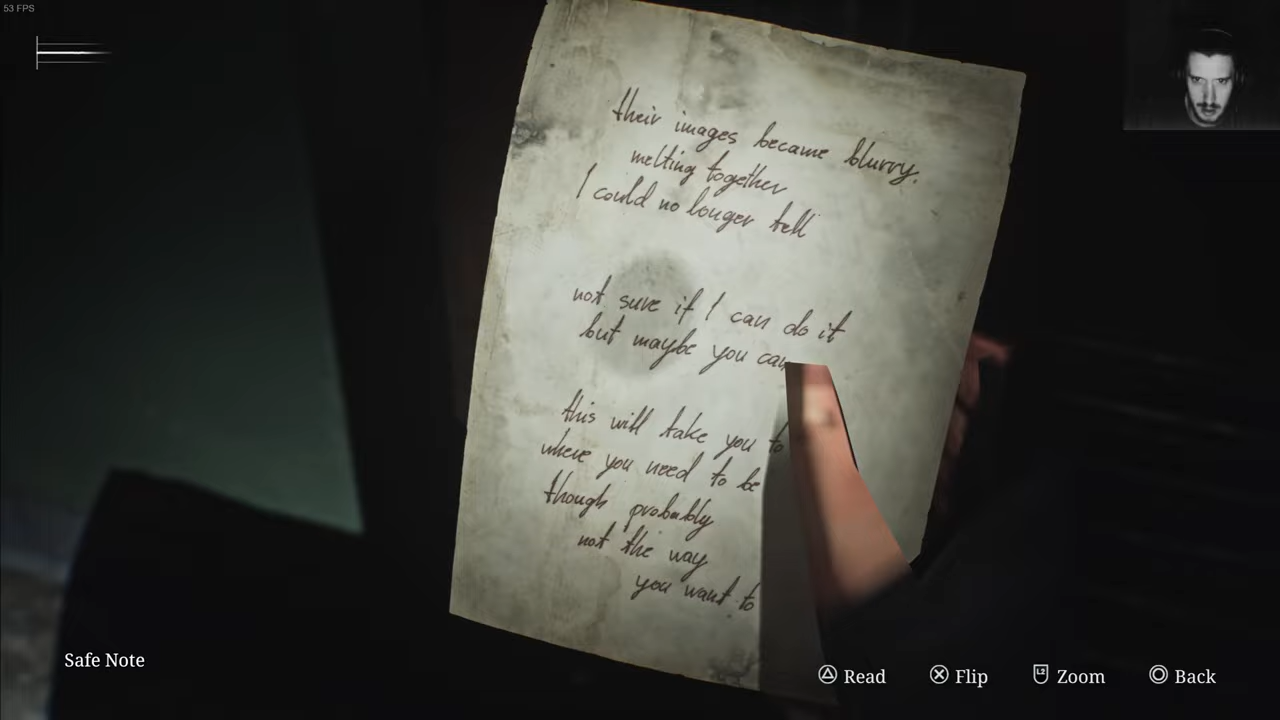 53 FPS
their images became blurry.
melting together
I could no longer tell
not sure if I can do it
but maybe you can
this will take you to
where you need to be
though probably
not the way
you want to
Safe Note
Read
Flip
L2
Zoom
Back